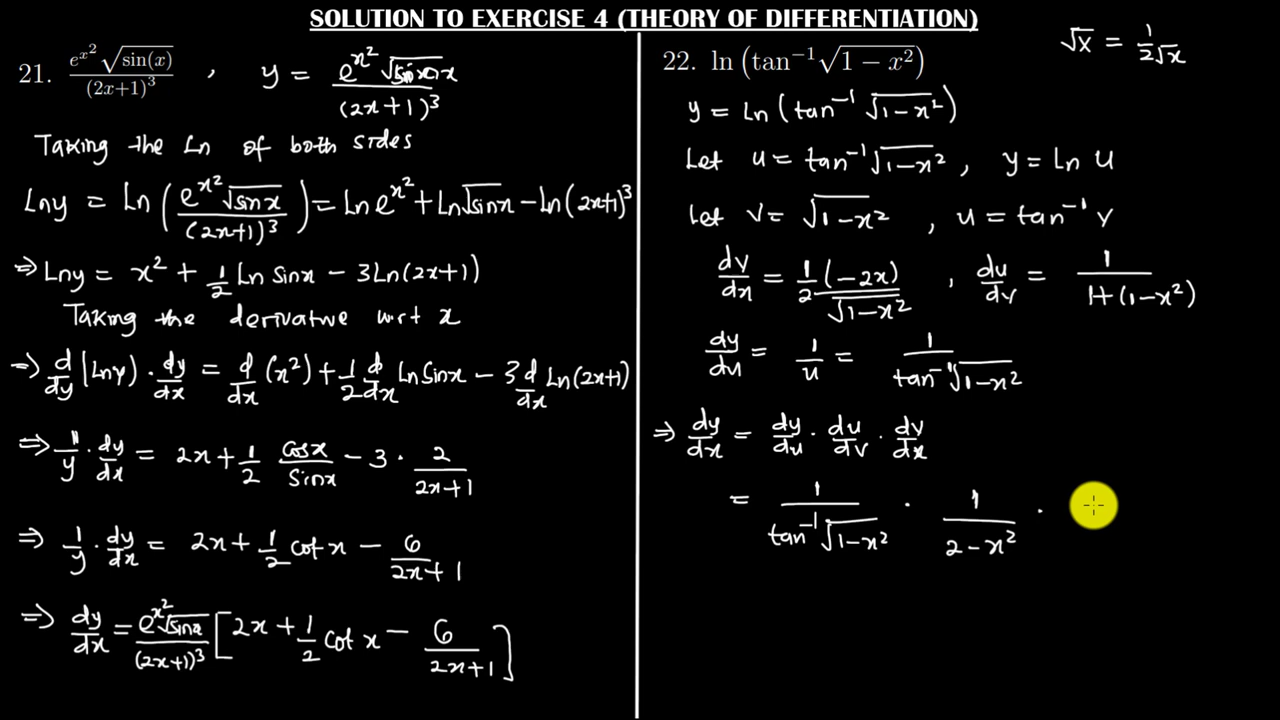 SOLUTION TO EXERCISE 4 (THEORY OF DIFFERENTIATION)
21. e^{x^2} √sin(x) / (2x+1)^3 , y = e^{x^2} √sinx / (2x+1)^3
Taking the Ln of both sides
Lny = ln( e^{x^2} √sinx / (2x+1)^3 ) = Ln e^{x^2} + Ln√sinx − ln(2x+1)^3
⇒ Lny = x^2 + 1/2 Ln Sinx − 3Ln(2x+1)
Taking the derivative wrt x
⇒ d/dy (Lny) · dy/dx = d/dx (x^2) + 1/2 d/dx ln Sinx − 3 d/dx Ln(2x+1)
⇒ 1/y · dy/dx = 2x + 1/2 cosx/Sinx − 3 · 2/(2x+1)
⇒ 1/y · dy/dx = 2x + 1/2 cot x − 6/(2x+1)
⇒ dy/dx = e^{x^2} √sinx / (2x+1)^3 [ 2x + 1/2 cot x − 6/(2x+1) ]
√x = 1/2√x
22. ln (tan^{−1} √(1 − x^2))
y = Ln (tan^{−1} √(1−x^2))
Let u = tan^{−1} √(1−x^2) , y = ln u
Let v = √(1−x^2) , u = tan^{−1} v
dv/dx = 1/2 (−2x) / √(1−x^2) , du/dv = 1/(1+(1−x^2))
dy/du = 1/u = 1/(tan^{−1} √(1−x^2))
⇒ dy/dx = dy/du · du/dv · dv/dx
= 1/(tan^{−1} √(1−x^2)) · 1/(2−x^2) ·